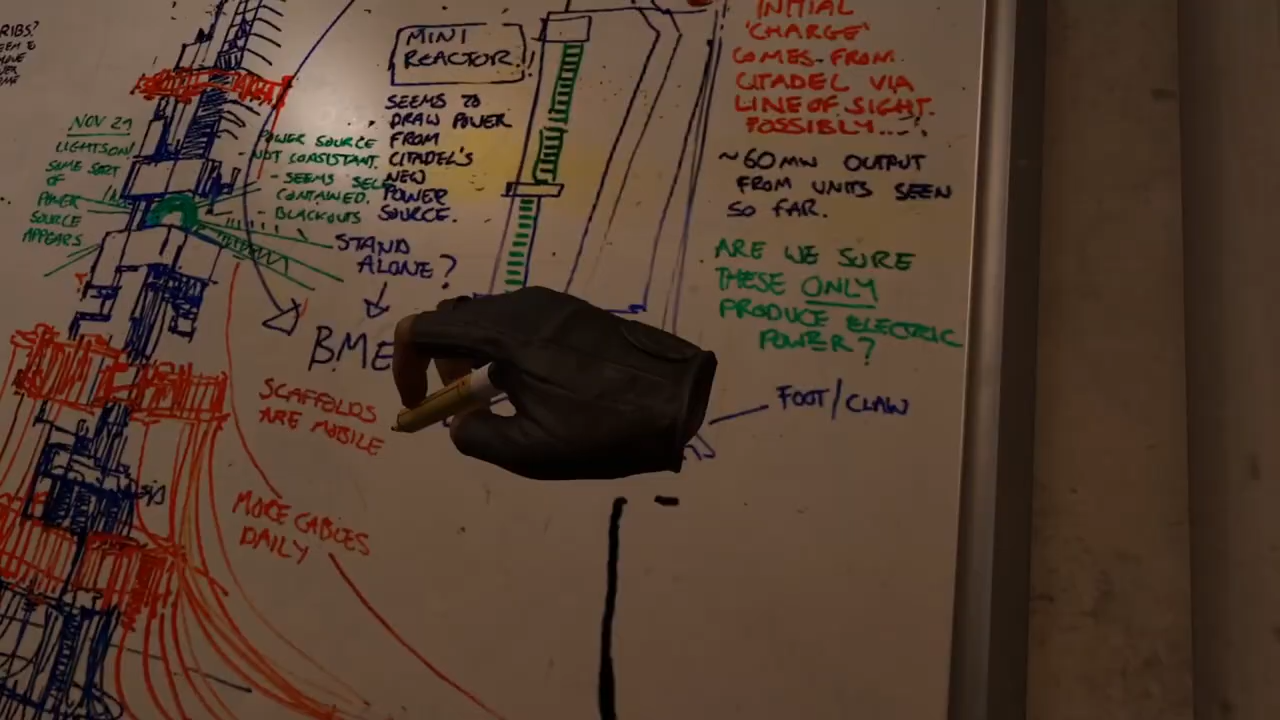 RIBS?
MINI
REACTOR!!
SEEMS TO
DRAW POWER
FROM
CITADEL'S
NEW
POWER
SOURCE.
INITIAL
'CHARGE'
COMES FROM
CITADEL VIA
LINE OF SIGHT.
POSSIBLY....
~60MW OUTPUT
FROM UNITS SEEN
SO FAR.
ARE WE SURE
THESE ONLY
PRODUCE ELECTRIC
POWER?
FOOT/CLAW
NOV 29
LIGHTS ON!
SOME SORT
OF
POWER
SOURCE
APPEARS
POWER SOURCE
NOT CONSISTANT.
- SEEMS SELF
CONTAINED.
- BLACKOUTS
STAND
ALONE?
BME
SCAFFOLDS
ARE MOBILE
MORE CABLES
DAILY